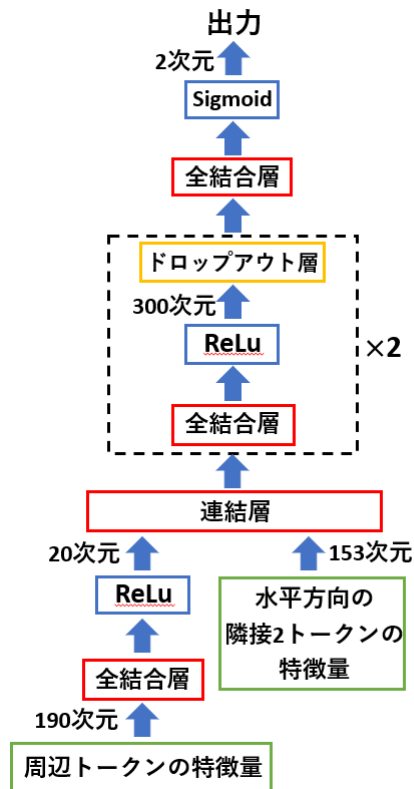 出力
2次元
Sigmoid
全結合層
ドロップアウト層
300次元
ReLu
×2
全結合層
連結層
20次元
153次元
ReLu
水平方向の
隣接2トークンの
特徴量
全結合層
190次元
周辺トークンの特徴量